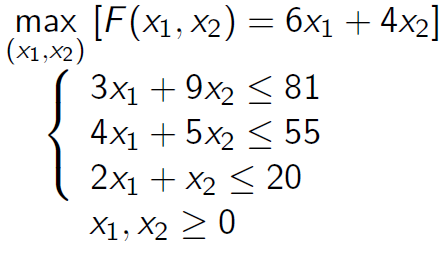 max [F(x₁, x₂) = 6x₁ + 4x₂]
(x₁,x₂)
3x₁ + 9x₂ ≤ 81
4x₁ + 5x₂ ≤ 55
2x₁ + x₂ ≤ 20
x₁, x₂ ≥ 0